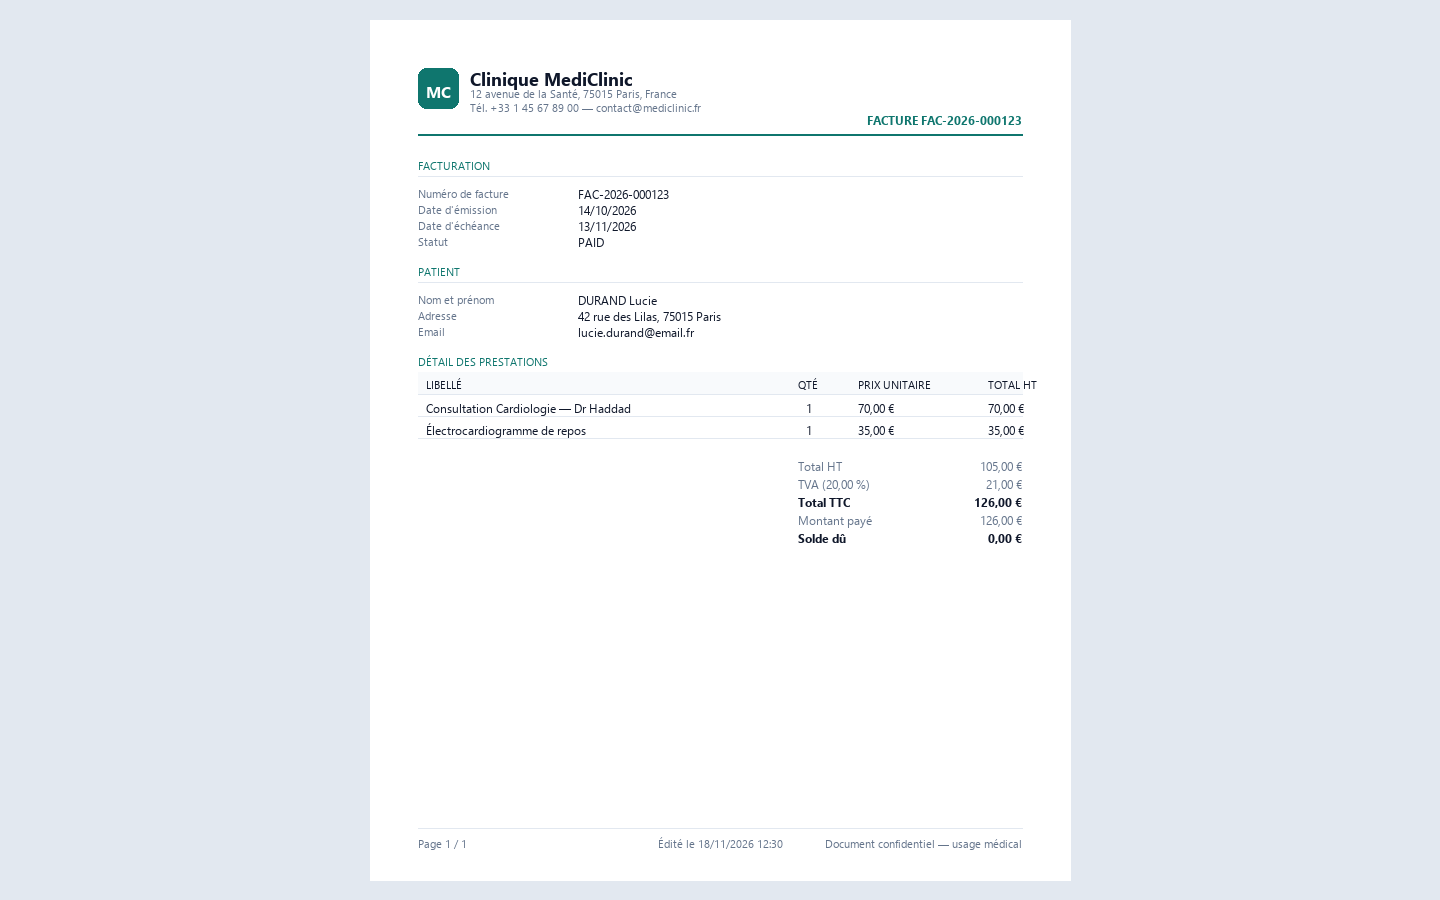 MC
Clinique MediClinic
12 avenue de la Santé, 75015 Paris, France
Tél. +33 1 45 67 89 00 — contact@mediclinic.fr
FACTURE FAC-2026-000123
FACTURATION
Numéro de facture FAC-2026-000123
Date d'émission 14/10/2026
Date d'échéance 13/11/2026
Statut PAID
PATIENT
Nom et prénom DURAND Lucie
Adresse 42 rue des Lilas, 75015 Paris
Email lucie.durand@email.fr
DÉTAIL DES PRESTATIONS
LIBELLÉ QTÉ PRIX UNITAIRE TOTAL HT
Consultation Cardiologie — Dr Haddad 1 70,00 € 70,00 €
Électrocardiogramme de repos 1 35,00 € 35,00 €
Total HT 105,00 €
TVA (20,00 %) 21,00 €
Total TTC 126,00 €
Montant payé 126,00 €
Solde dû 0,00 €
Page 1 / 1 Édité le 18/11/2026 12:30 Document confidentiel — usage médical